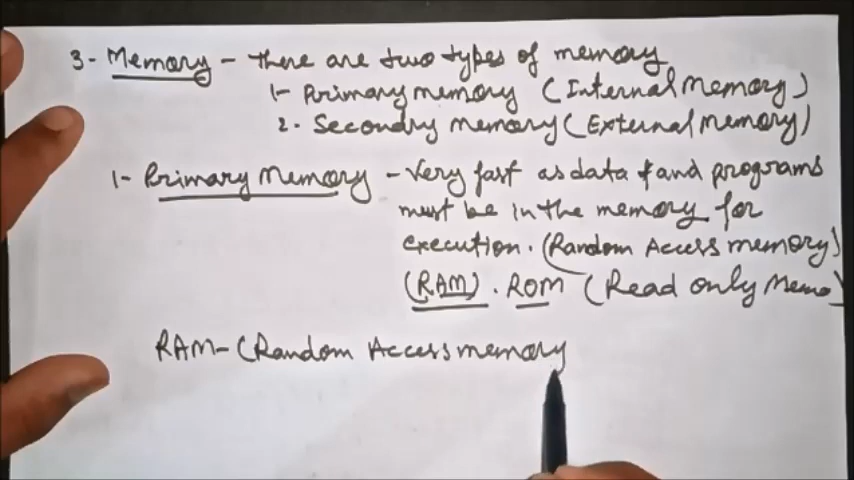 3- Memory - There are two types of memory
1- Primary memory (Internal Memory)
2. Secondry memory (External Memory)
1- Primary Memory - Very fast as data & and programs
must be in the memory for
execution. (Random Access memory)
(RAM). ROM (Read only Memo)
RAM- (Random Access memory